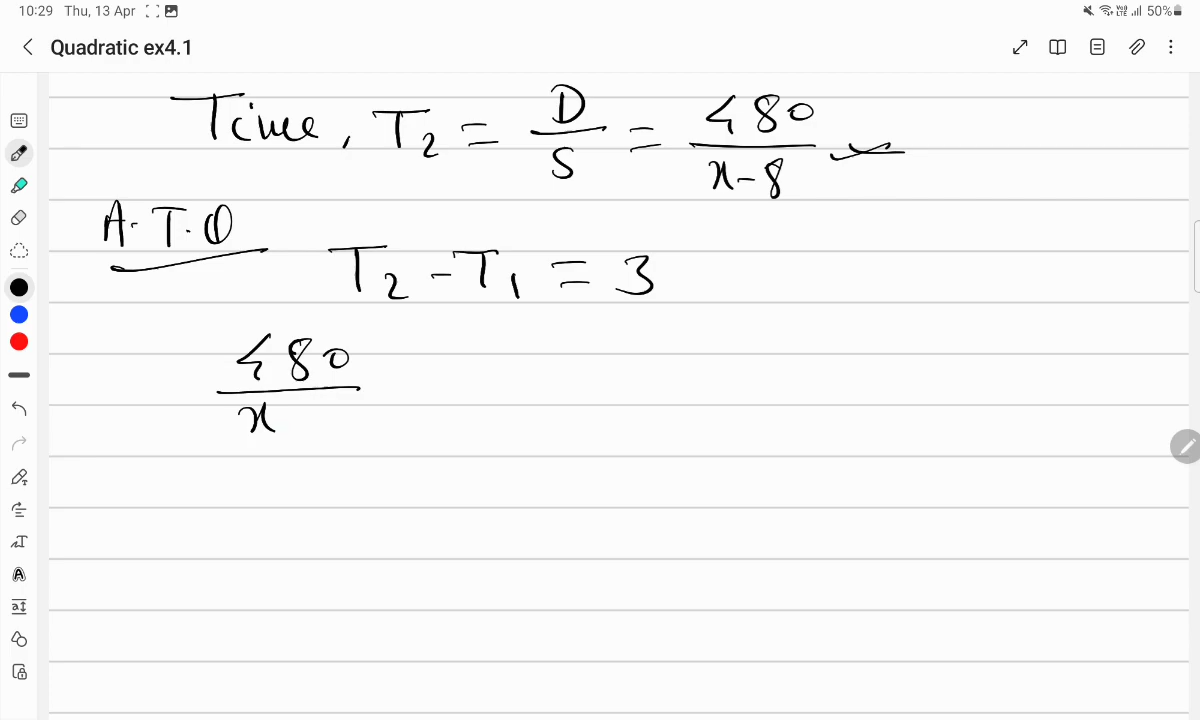 10:29 Thu, 13 Apr 50%
Quadratic ex4.1
Time, T₂ = D/S = 480/(x-8)
A.T.Q
T₂ - T₁ = 3
480/x